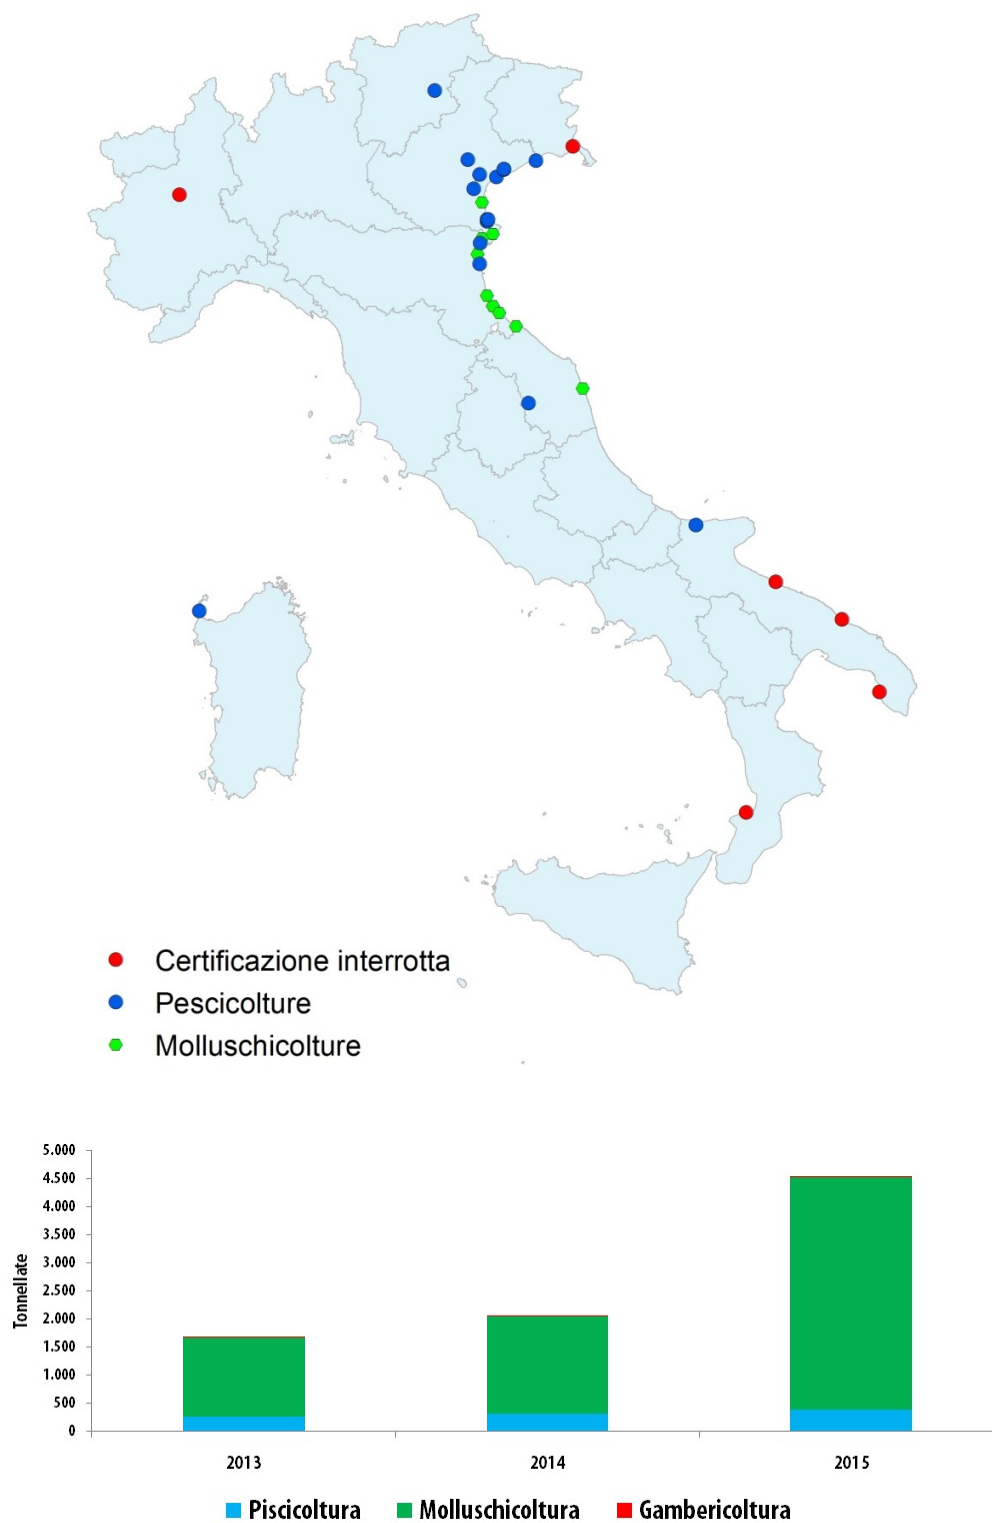 Certificazione interrotta
Pescicolture
Molluschicolture
Tonnellate
5.000
4.500
4.000
3.500
3.000
2.500
2.000
1.500
1.000
500
0
2013 2014 2015
Piscicoltura Molluschicoltura Gambericoltura